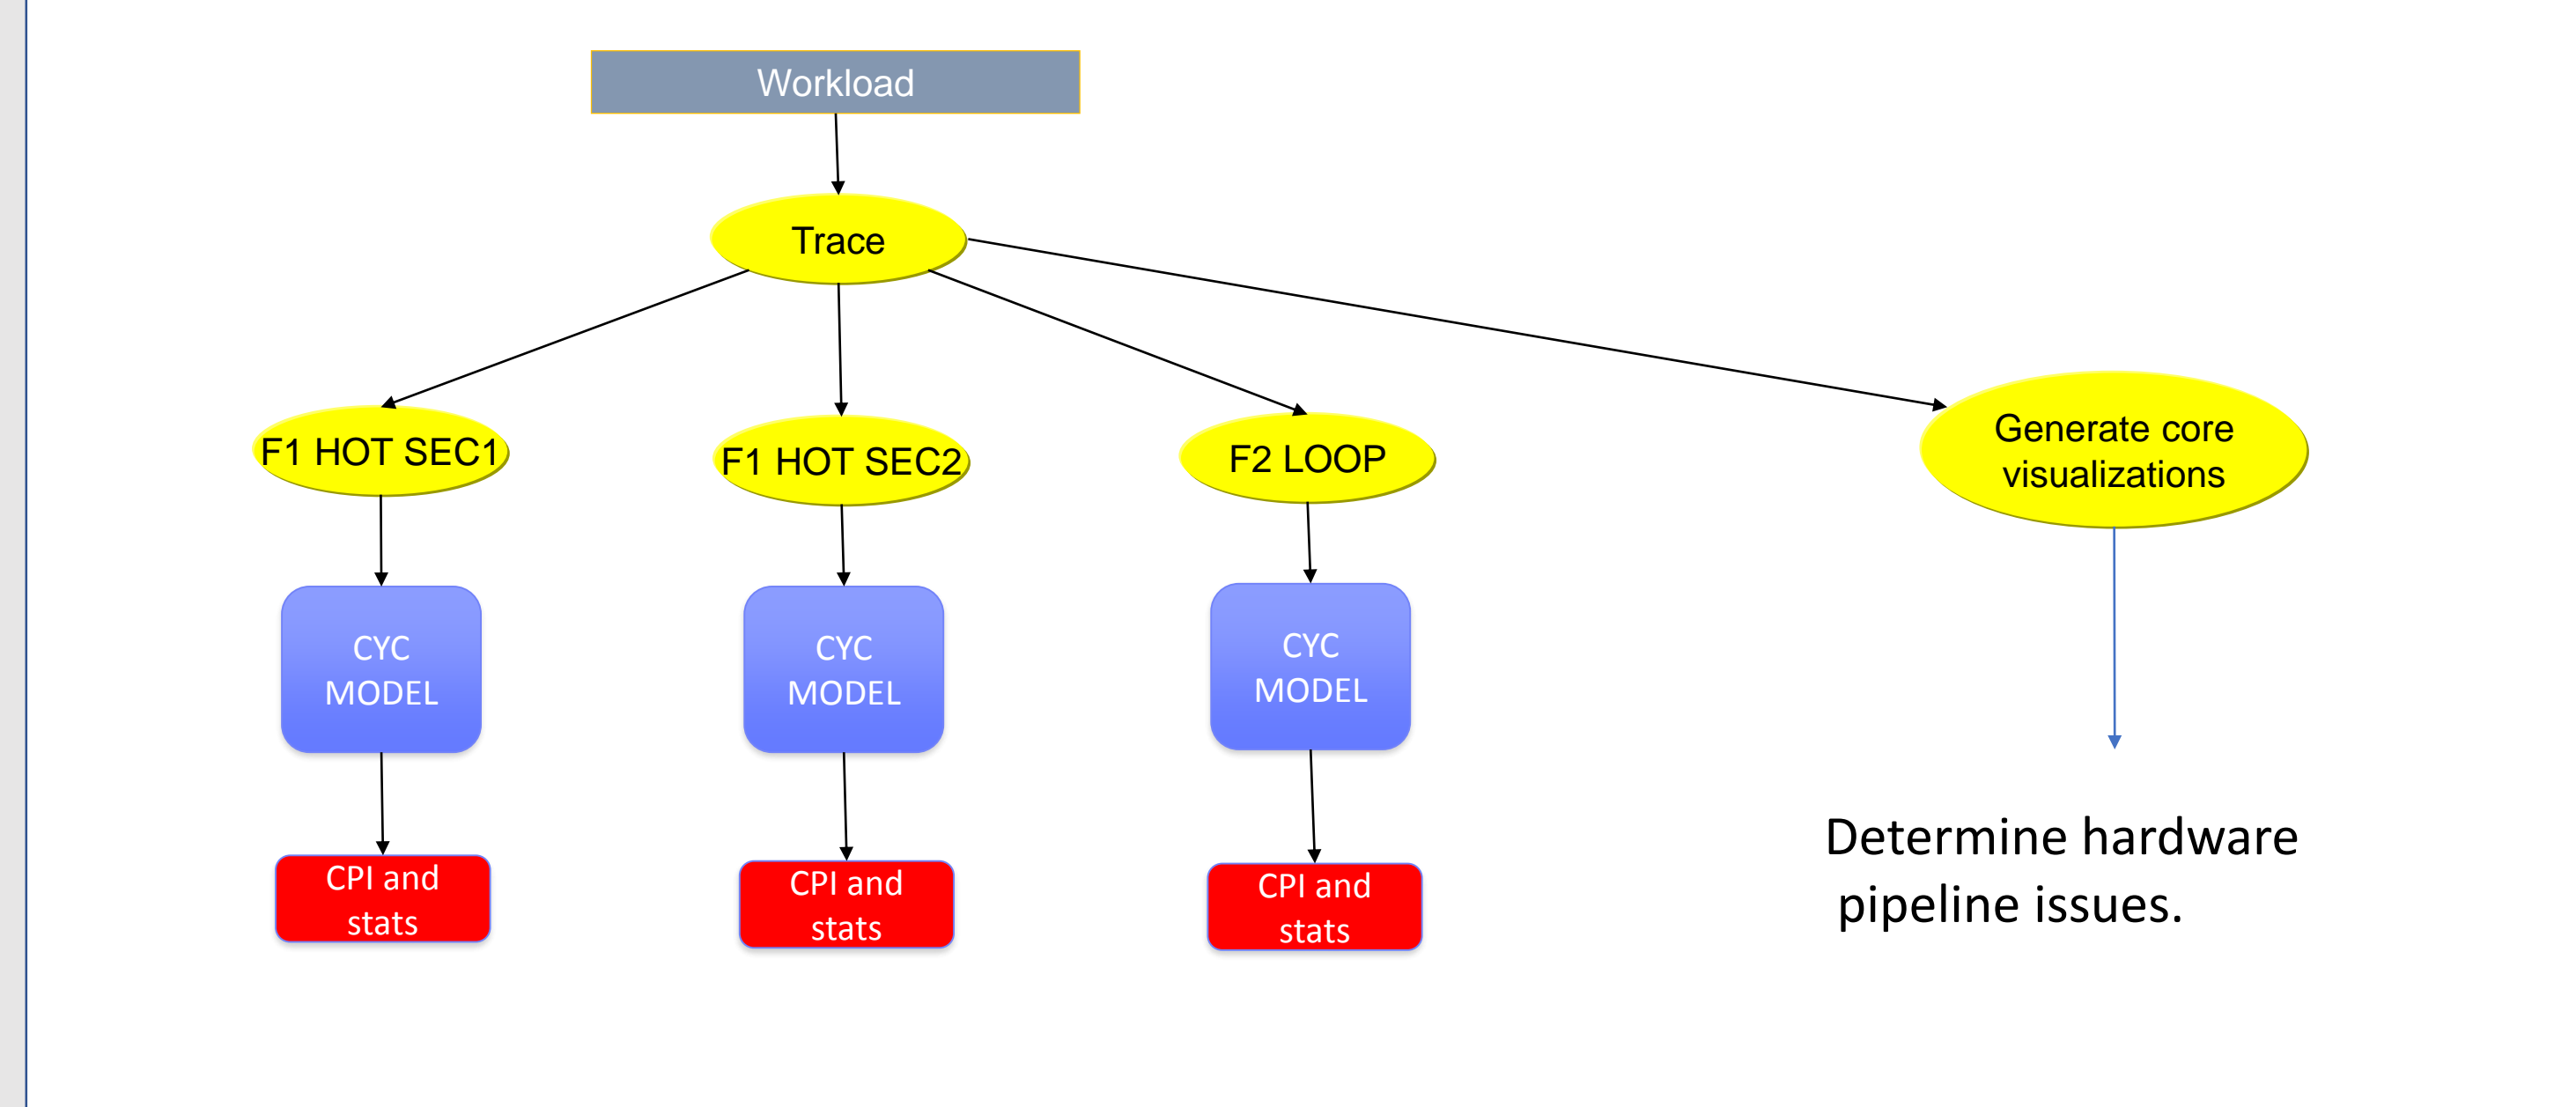 Workload
Trace
F1 HOT SEC1
F1 HOT SEC2
F2 LOOP
Generate core
visualizations
CYC
MODEL
CYC
MODEL
CYC
MODEL
CPI and
stats
CPI and
stats
CPI and
stats
Determine hardware
pipeline issues.